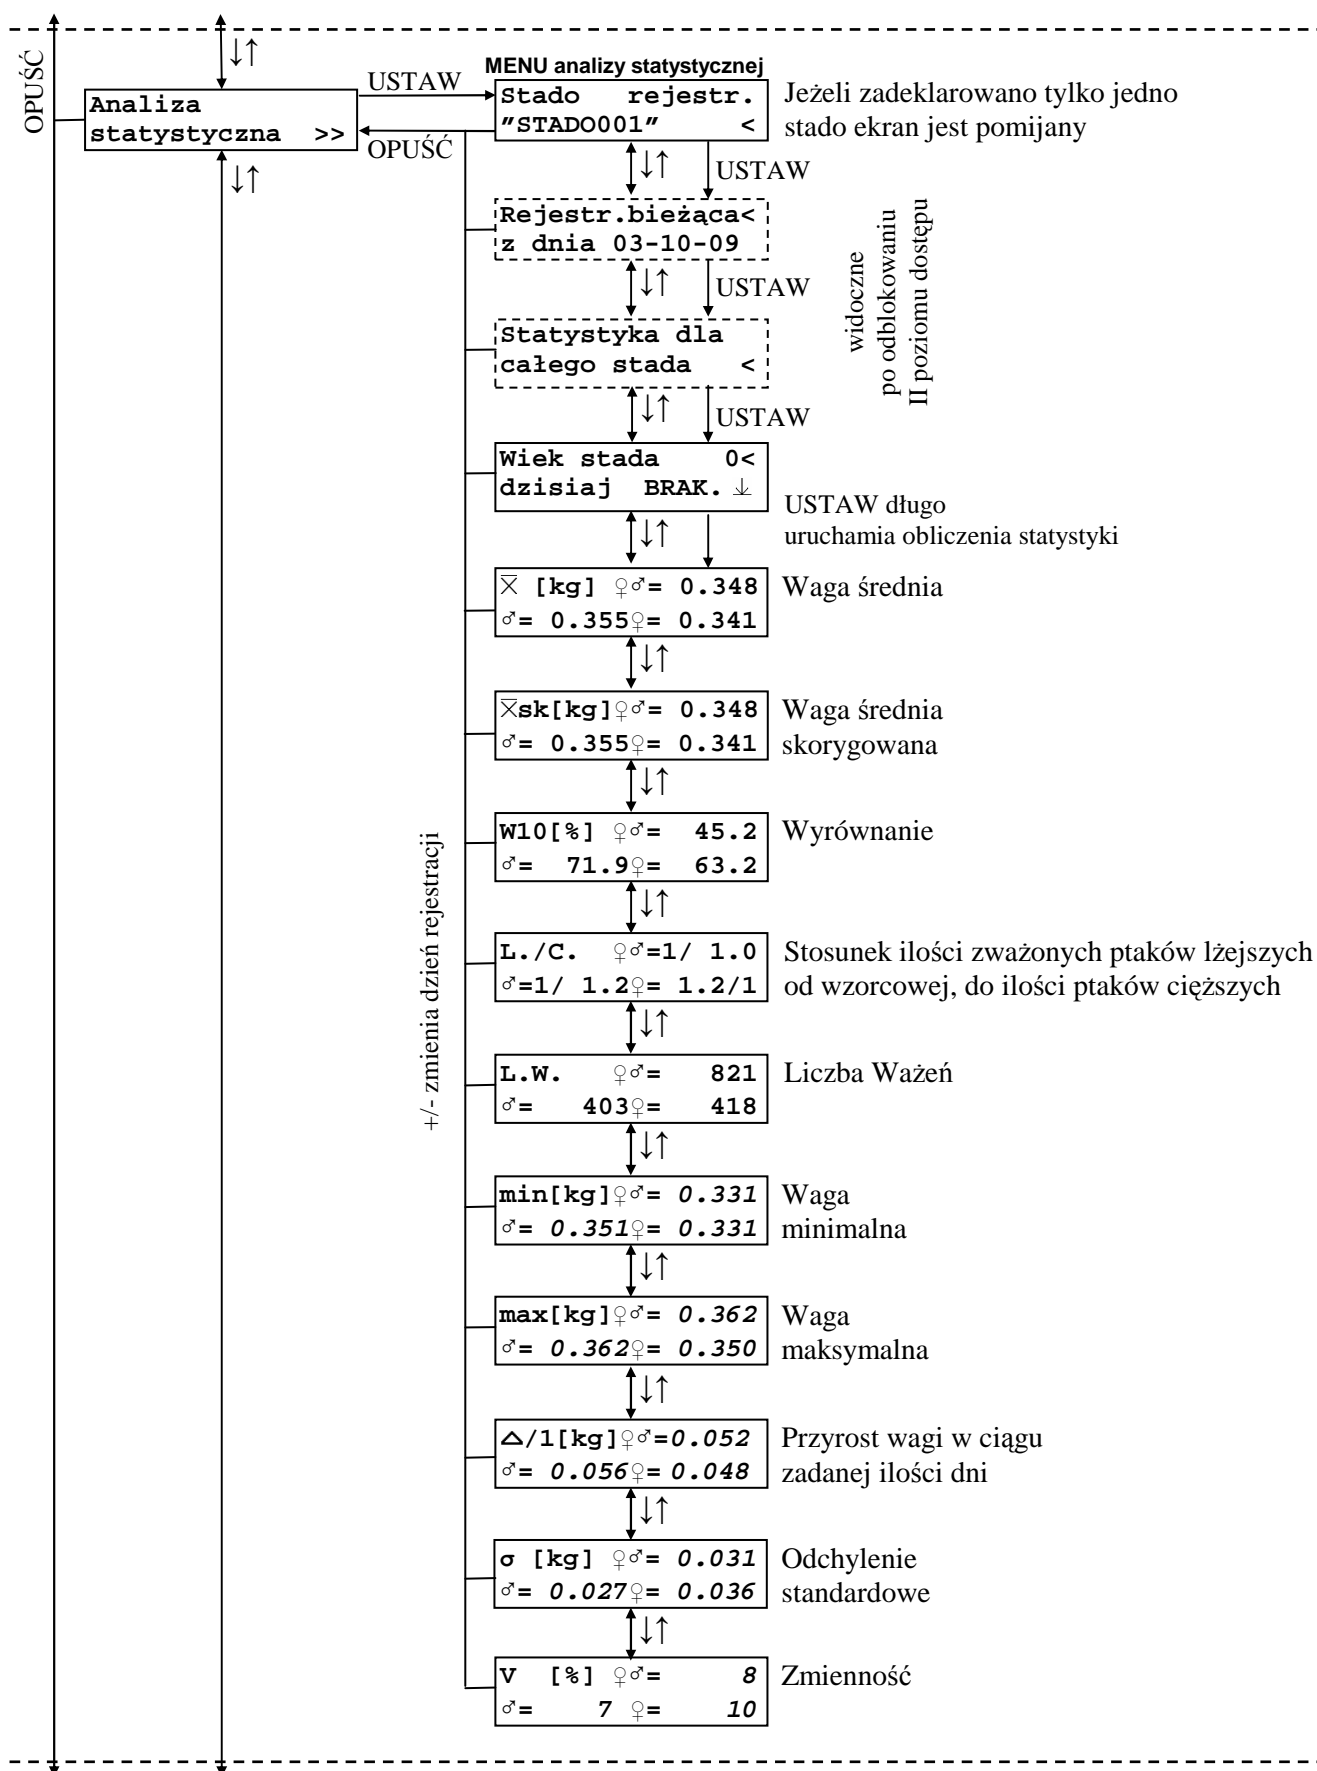 OPUŚĆ
↓↑
Analiza
statystyczna >>
USTAW
OPUŚĆ
↓↑
MENU analizy statystycznej
Stado rejestr.
"STADO001" <
Jeżeli zadeklarowano tylko jedno
stado ekran jest pomijany
↓↑ USTAW
Rejestr.bieżąca<
z dnia 03-10-09
↓↑ USTAW
Statystyka dla
całego stada <
widoczne
po odblokowaniu
II poziomu dostępu
↓↑ USTAW
Wiek stada 0<
dzisiaj BRAK. ↓
USTAW długo
uruchamia obliczenia statystyki
↓↑
X̅ [kg] ♀♂= 0.348
♂= 0.355♀= 0.341
Waga średnia
↓↑
X̅sk[kg]♀♂= 0.348
♂= 0.355♀= 0.341
Waga średnia
skorygowana
↓↑
+/- zmienia dzień rejestracji
W10[%] ♀♂= 45.2
♂= 71.9♀= 63.2
Wyrównanie
↓↑
L./C. ♀♂=1/ 1.0
♂=1/ 1.2♀= 1.2/1
Stosunek ilości zważonych ptaków lżejszych
od wzorcowej, do ilości ptaków cięższych
↓↑
L.W. ♀♂= 821
♂= 403♀= 418
Liczba Ważeń
↓↑
min[kg]♀♂= 0.331
♂= 0.351♀= 0.331
Waga
minimalna
↓↑
max[kg]♀♂= 0.362
♂= 0.362♀= 0.350
Waga
maksymalna
↓↑
△/1[kg]♀♂=0.052
♂= 0.056♀= 0.048
Przyrost wagi w ciągu
zadanej ilości dni
↓↑
σ [kg] ♀♂= 0.031
♂= 0.027♀= 0.036
Odchylenie
standardowe
↓↑
V [%] ♀♂= 8
♂= 7 ♀= 10
Zmienność